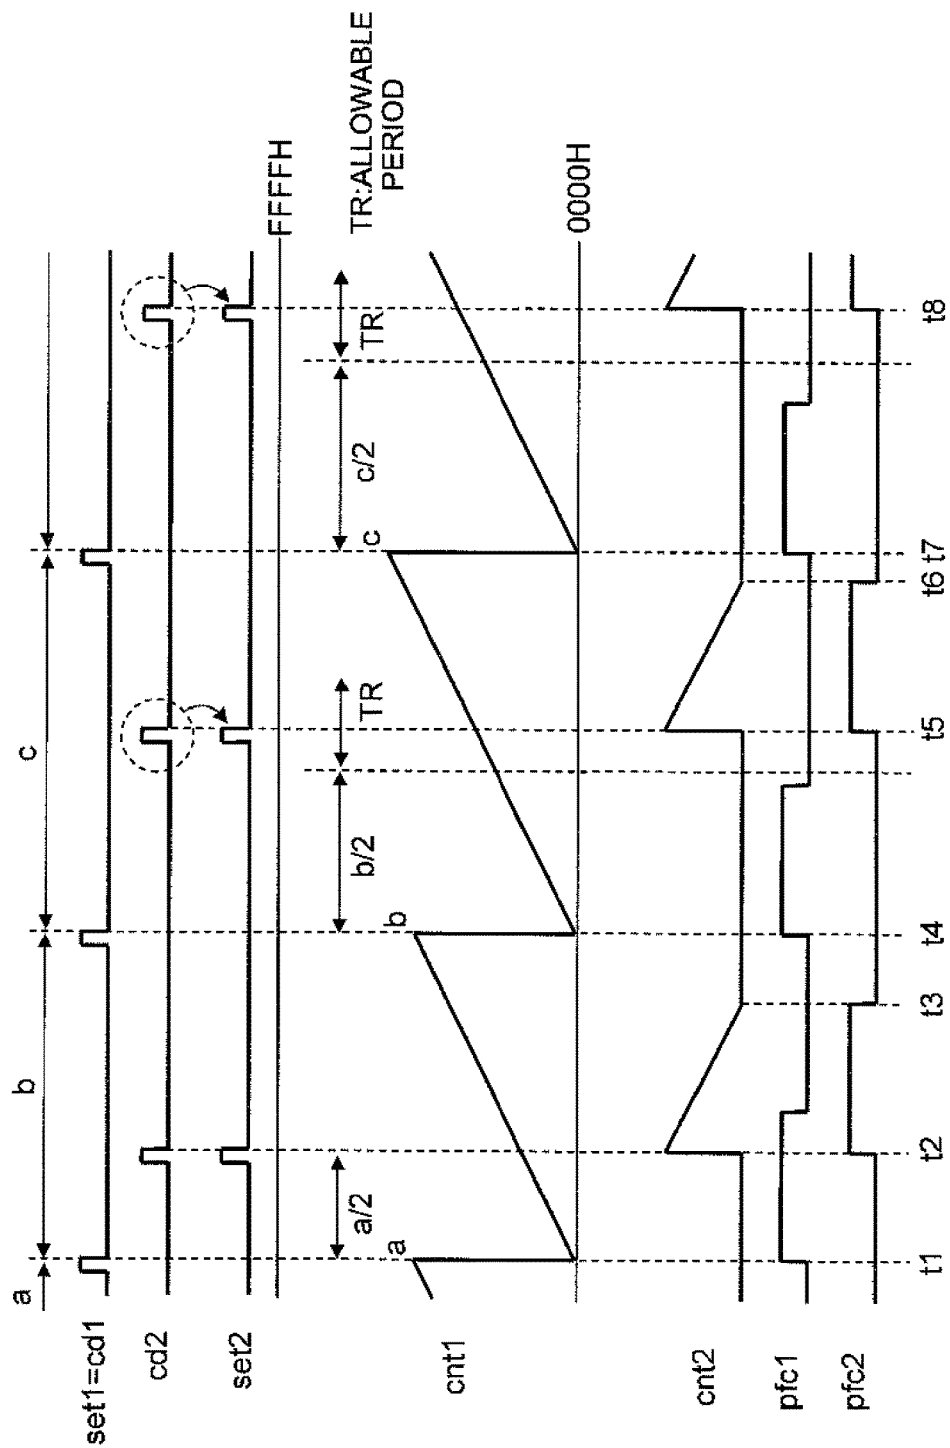 a
b
c
set1=cd1
cd2
set2
FFFFH
a/2
b/2
TR
c/2
TR
TR:ALLOWABLE
PERIOD
a
b
c
cnt1
0000H
cnt2
pfc1
pfc2
t1
t2
t3
t4
t5
t6
t7
t8